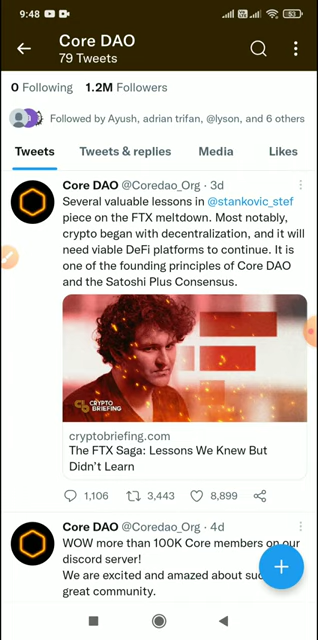 9:48
53
Core DAO
79 Tweets
0 Following 1.2M Followers
Followed by Ayush, adrian trifan, @lyson, and 6 others
Tweets Tweets & replies Media Likes
Core DAO @Coredao_Org · 3d
Several valuable lessons in @stankovic_stef
piece on the FTX meltdown. Most notably,
crypto began with decentralization, and it will
need viable DeFi platforms to continue. It is
one of the founding principles of Core DAO
and the Satoshi Plus Consensus.
CRYPTO
BRIEFING
cryptobriefing.com
The FTX Saga: Lessons We Knew But
Didn't Learn
1,106 3,443 8,899
Core DAO @Coredao_Org · 4d
WOW more than 100K Core members on our
discord server!
We are excited and amazed about
great community.